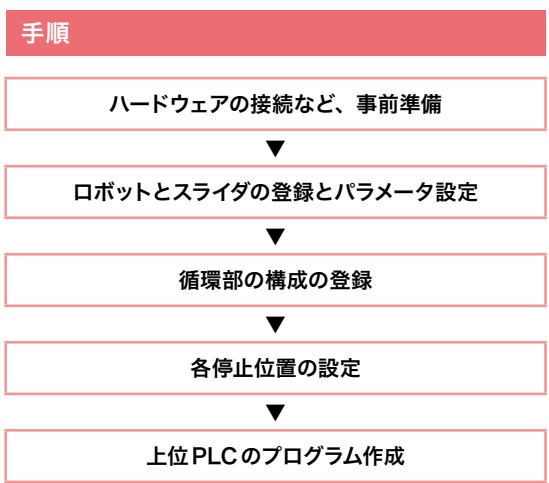 手順
ハードウェアの接続など、事前準備
▼
ロボットとスライダの登録とパラメータ設定
▼
循環部の構成の登録
▼
各停止位置の設定
▼
上位PLCのプログラム作成